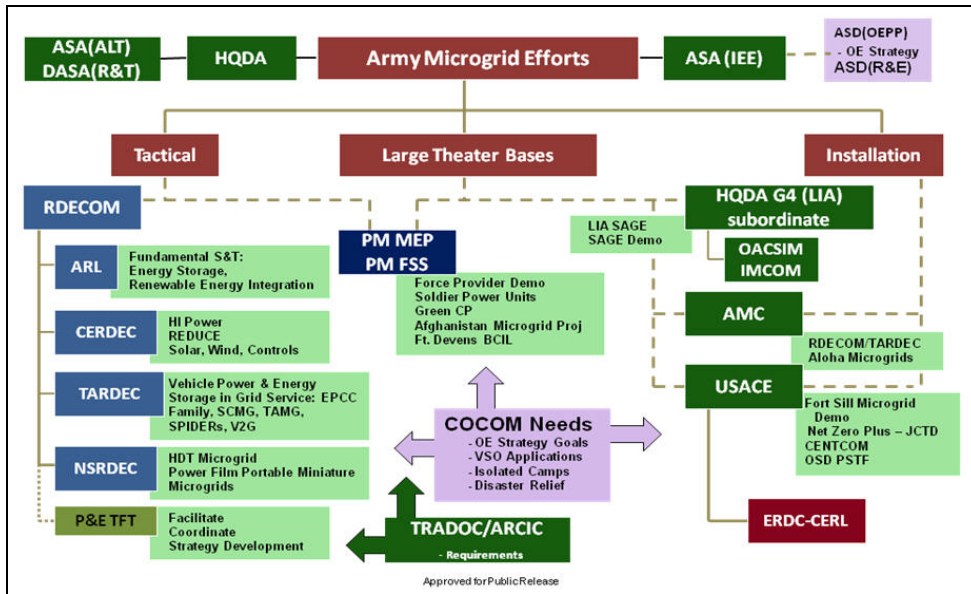 ASA(ALT)
DASA(R&T)
HQDA
Army Microgrid Efforts
ASA (IEE)
ASD(OEPP)
- OE Strategy
ASD(R&E)
Tactical
Large Theater Bases
Installation
RDECOM
HQDA G4 (LIA)
subordinate
LIA SAGE
SAGE Demo
PM MEP
PM FSS
OACSIM
IMCOM
ARL
Fundamental S&T:
Energy Storage,
Renewable Energy Integration
Force Provider Demo
Soldier Power Units
Green CP
Afghanistan Microgrid Proj
Ft. Devens BCIL
AMC
RDECOM/TARDEC
Aloha Microgrids
CERDEC
HI Power
REDUCE
Solar, Wind, Controls
TARDEC
Vehicle Power & Energy
Storage in Grid Service: EPCC
Family, SCMG, TAMG,
SPIDERs, V2G
USACE
Fort Sill Microgrid
Demo
Net Zero Plus – JCTD
CENTCOM
OSD PSTF
COCOM Needs
- OE Strategy Goals
- VSO Applications
- Isolated Camps
- Disaster Relief
NSRDEC
HDT Microgrid
Power Film Portable Miniature
Microgrids
P&E TFT
Facilitate
Coordinate
Strategy Development
TRADOC/ARCIC
- Requirements
ERDC-CERL
Approved for Public Release